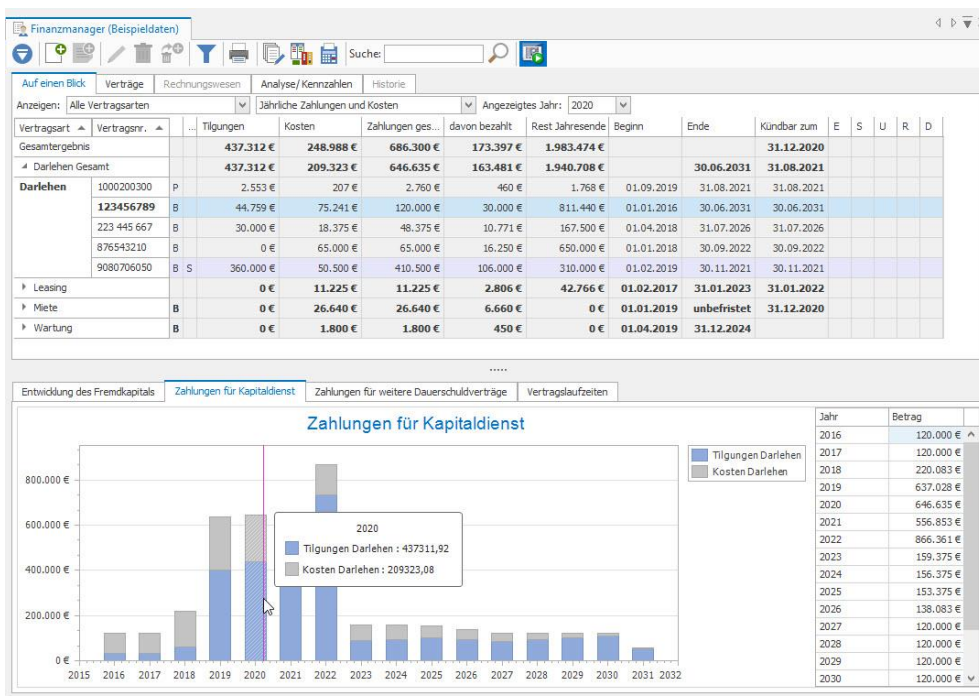 Finanzmanager (Beispieldaten)
Suche:
Auf einen Blick Verträge Rechnungswesen Analyse/Kennzahlen Historie
Anzeigen: Alle Vertragsarten Jährliche Zahlungen und Kosten Angezeigtes Jahr: 2020
Vertragsart Vertragsnr. ... Tilgungen Kosten Zahlungen ges... davon bezahlt Rest Jahresende Beginn Ende Kündbar zum E S U R D
Gesamtergebnis 437.312 € 248.988 € 686.300 € 173.397 € 1.983.474 € 31.12.2020
Darlehen Gesamt 437.312 € 209.323 € 646.635 € 163.481 € 1.940.708 € 30.06.2031 31.08.2021
Darlehen 1000200300 P 2.553 € 207 € 2.760 € 460 € 1.768 € 01.09.2019 31.08.2021 31.08.2021
123456789 B 44.759 € 75.241 € 120.000 € 30.000 € 811.440 € 01.01.2016 30.06.2031 30.06.2031
223 445 667 B 30.000 € 18.375 € 48.375 € 10.771 € 167.500 € 01.04.2018 31.07.2026 31.07.2026
876543210 B 0 € 65.000 € 65.000 € 16.250 € 650.000 € 01.01.2018 30.09.2022 30.09.2022
9080706050 B S 360.000 € 50.500 € 410.500 € 106.000 € 310.000 € 01.02.2019 30.11.2021 30.11.2021
Leasing 0 € 11.225 € 11.225 € 2.806 € 42.766 € 01.02.2017 31.01.2023 31.01.2022
Miete B 0 € 26.640 € 26.640 € 6.660 € 0 € 01.01.2019 unbefristet 31.12.2020
Wartung B 0 € 1.800 € 1.800 € 450 € 0 € 01.04.2019 31.12.2024
Entwicklung des Fremdkapitals Zahlungen für Kapitaldienst Zahlungen für weitere Dauerschuldverträge Vertragslaufzeiten
Zahlungen für Kapitaldienst
800.000 €
600.000 €
400.000 €
200.000 €
0 €
2015 2016 2017 2018 2019 2020 2021 2022 2023 2024 2025 2026 2027 2028 2029 2030 2031 2032
2020
Tilgungen Darlehen : 437311,92
Kosten Darlehen : 209323,08
Tilgungen Darlehen
Kosten Darlehen
Jahr Betrag
2016 120.000 €
2017 120.000 €
2018 220.083 €
2019 637.028 €
2020 646.635 €
2021 556.853 €
2022 866.361 €
2023 159.375 €
2024 156.375 €
2025 153.375 €
2026 138.083 €
2027 120.000 €
2028 120.000 €
2029 120.000 €
2030 120.000 €